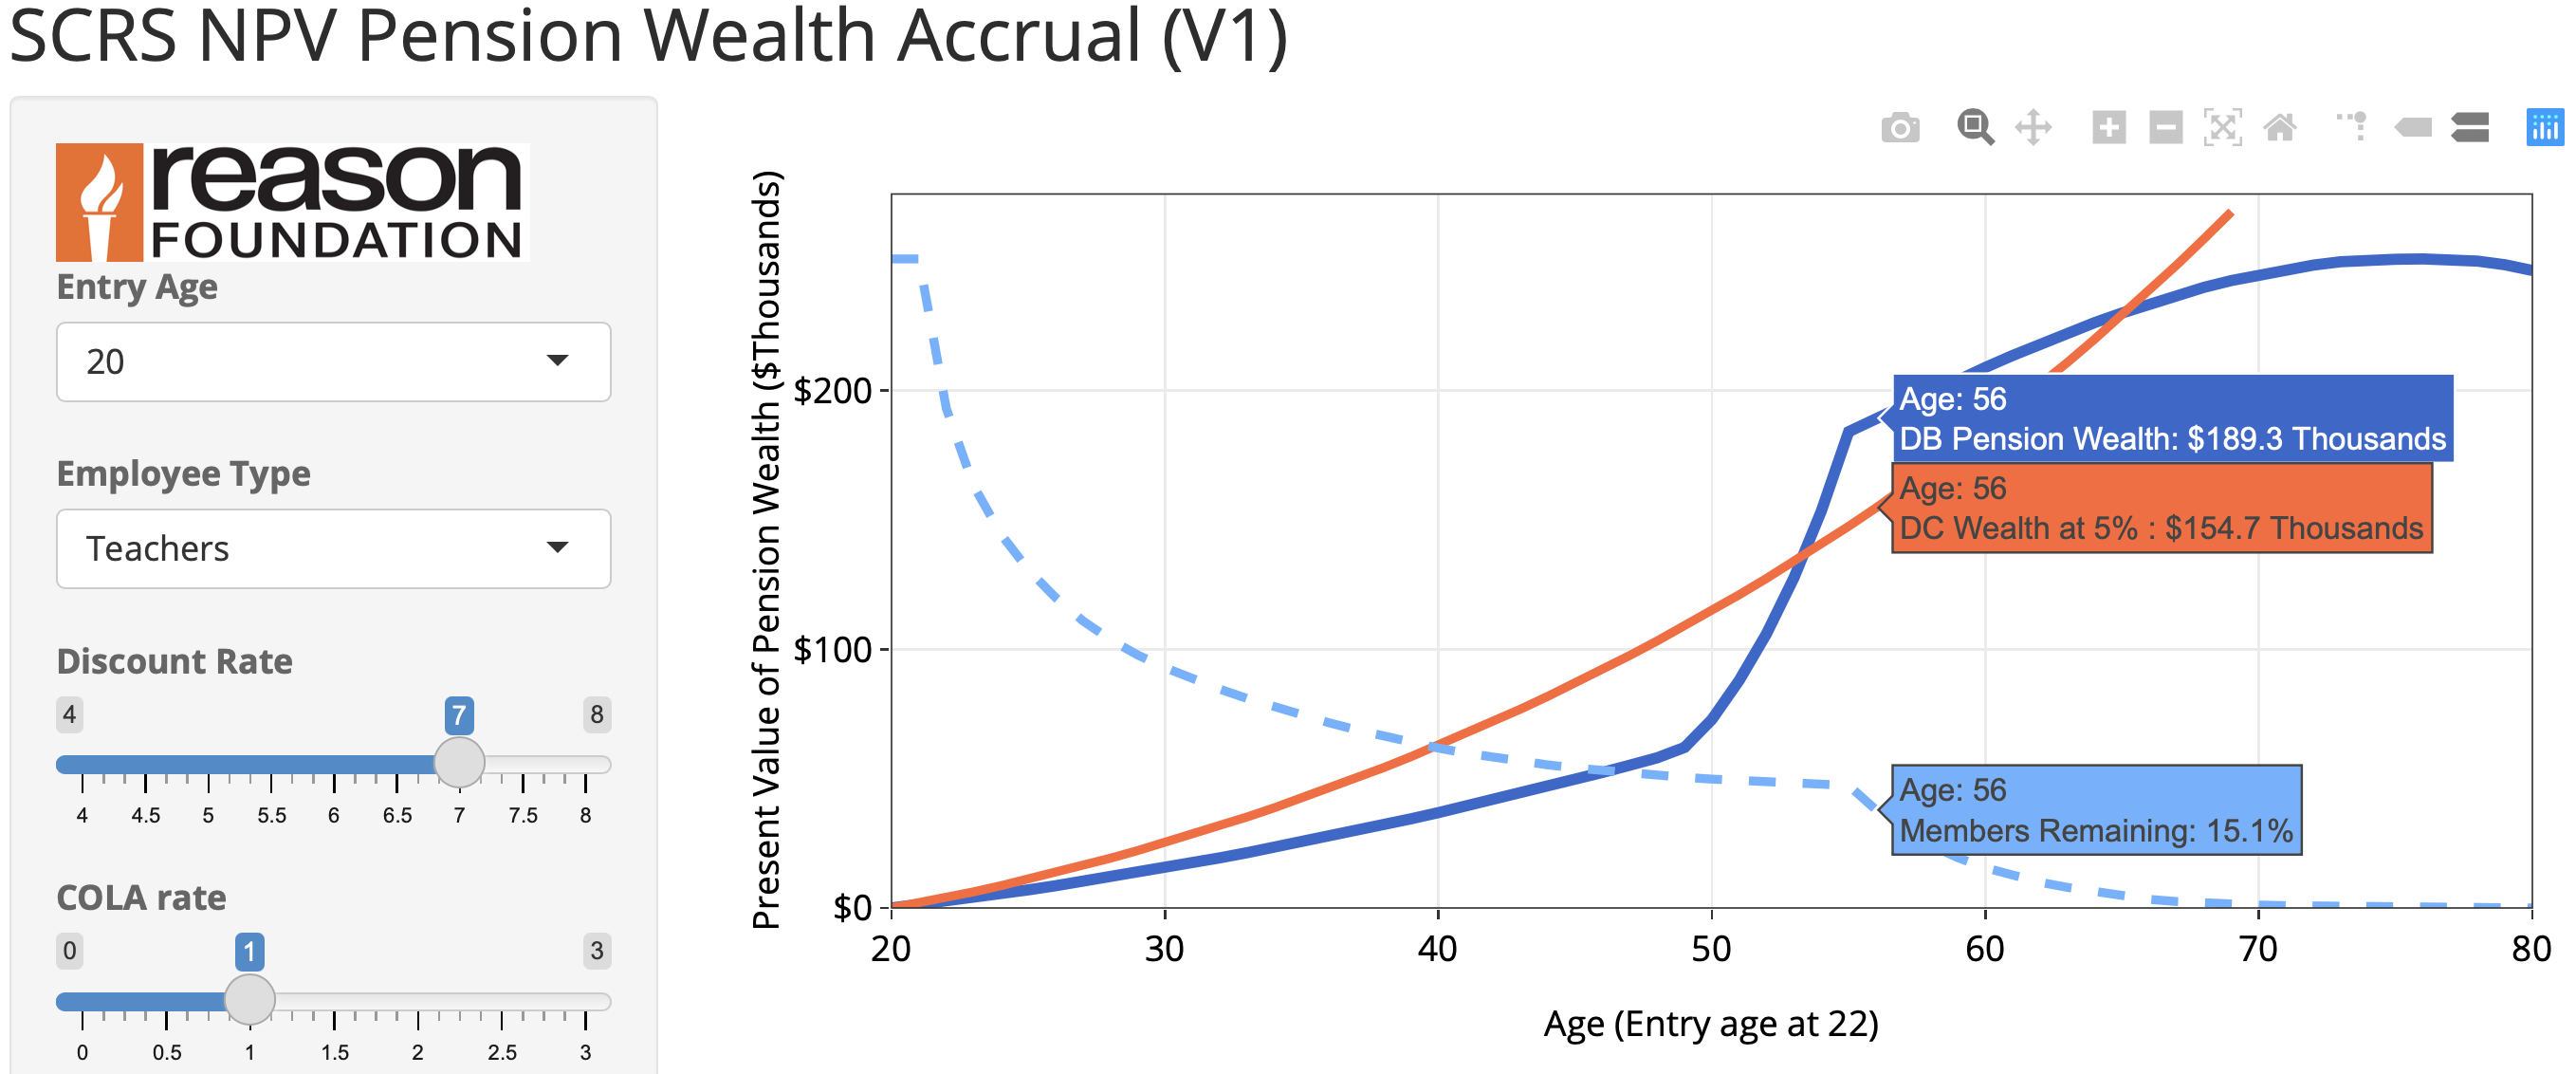 SCRS NPV Pension Wealth Accrual (V1)
reason
FOUNDATION
Entry Age
20
Employee Type
Teachers
Discount Rate
4 7 8
4 4.5 5 5.5 6 6.5 7 7.5 8
COLA rate
0 1 3
0 0.5 1 1.5 2 2.5 3
Present Value of Pension Wealth ($Thousands)
$200
$100
$0
Age: 56
DB Pension Wealth: $189.3 Thousands
Age: 56
DC Wealth at 5% : $154.7 Thousands
Age: 56
Members Remaining: 15.1%
20 30 40 50 60 70 80
Age (Entry age at 22)